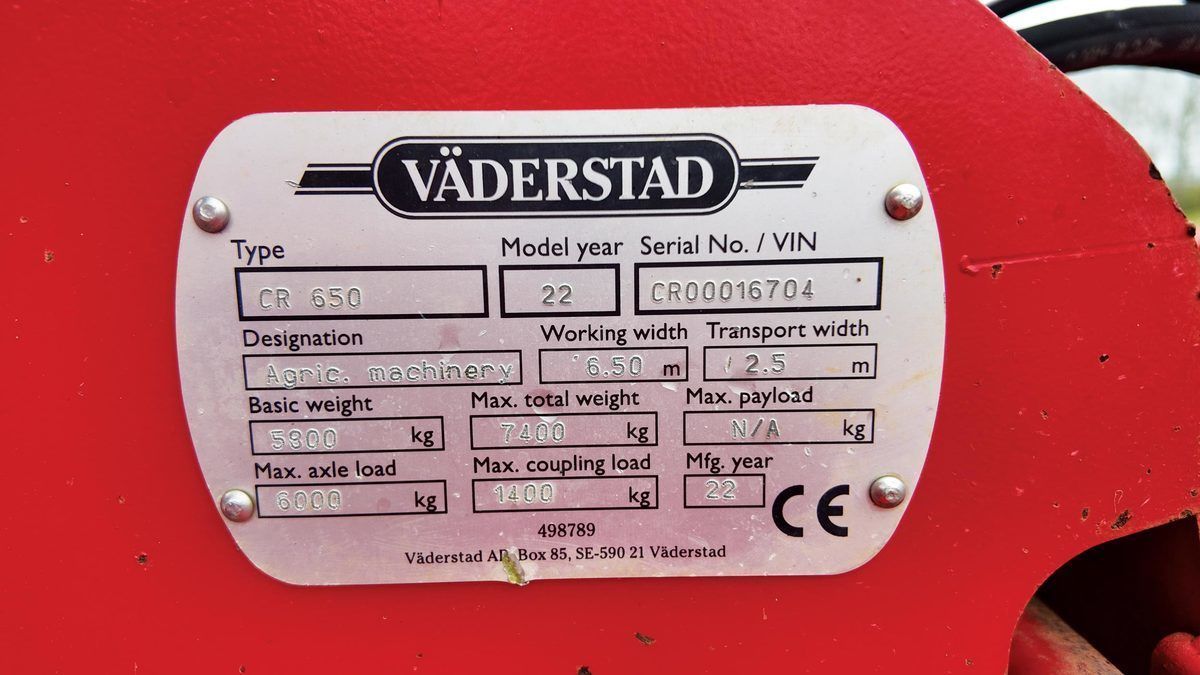 VÄDERSTAD
Type Model year Serial No. / VIN
CR 650 22 CR00016704
Designation Working width Transport width
Agric. machinery 6.50 m 2.5 m
Basic weight Max. total weight Max. payload
5800 kg 7400 kg N/A kg
Max. axle load Max. coupling load Mfg. year
6000 kg 1400 kg 22 CE
498789
Väderstad AB, Box 85, SE-590 21 Väderstad